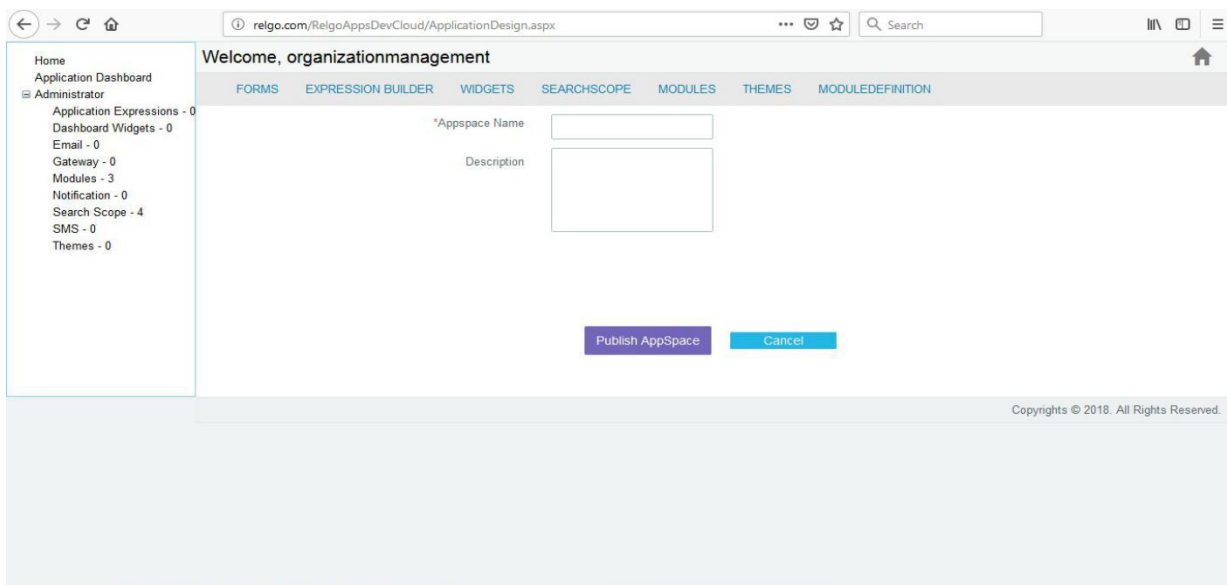 relgo.com/RelgoAppsDevCloud/ApplicationDesign.aspx
Search
Home
Application Dashboard
Administrator
Application Expressions - 0
Dashboard Widgets - 0
Email - 0
Gateway - 0
Modules - 3
Notification - 0
Search Scope - 4
SMS - 0
Themes - 0
Welcome, organizationmanagement
FORMS EXPRESSION BUILDER WIDGETS SEARCHSCOPE MODULES THEMES MODULEDEFINITION
*Appspace Name
Description
Publish AppSpace Cancel
Copyrights © 2018. All Rights Reserved.